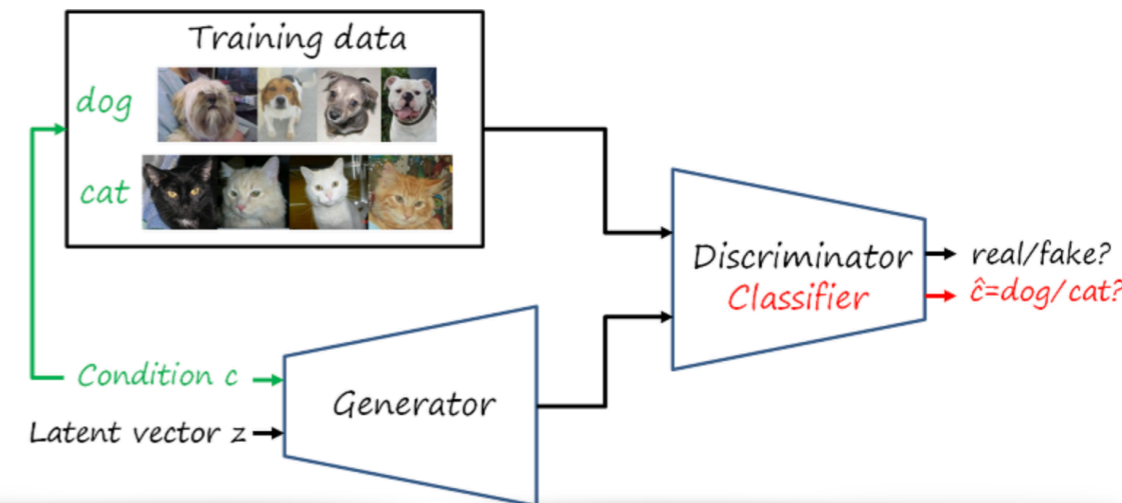 Training data
dog
cat
Discriminator
Classifier
real/fake?
ĉ=dog/cat?
Condition c
Generator
Latent vector z